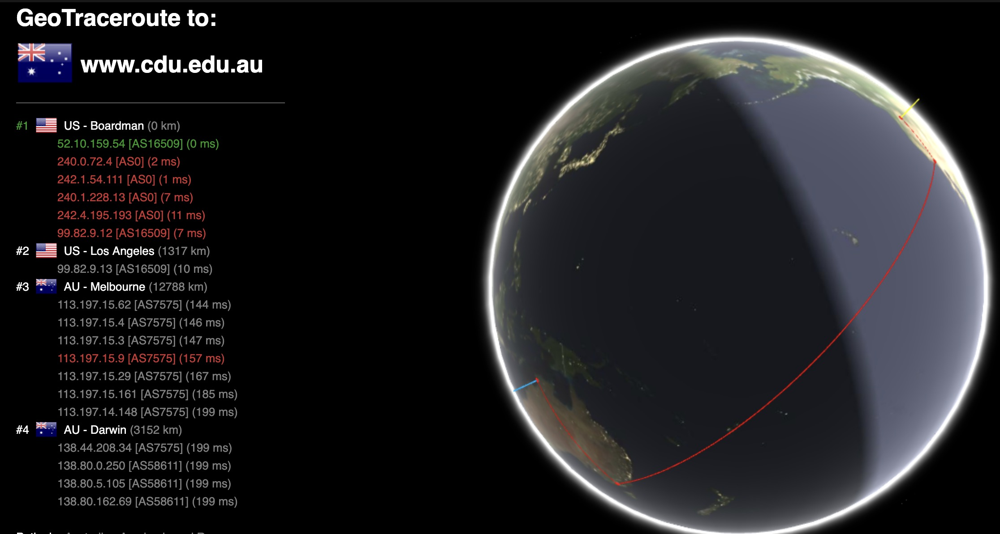 GeoTraceroute to:
www.cdu.edu.au
#1 US - Boardman (0 km)
52.10.159.54 [AS16509] (0 ms)
240.0.72.4 [AS0] (2 ms)
242.1.54.111 [AS0] (1 ms)
240.1.228.13 [AS0] (7 ms)
242.4.195.193 [AS0] (11 ms)
99.82.9.12 [AS16509] (7 ms)
#2 US - Los Angeles (1317 km)
99.82.9.13 [AS16509] (10 ms)
#3 AU - Melbourne (12788 km)
113.197.15.62 [AS7575] (144 ms)
113.197.15.4 [AS7575] (146 ms)
113.197.15.3 [AS7575] (147 ms)
113.197.15.9 [AS7575] (157 ms)
113.197.15.29 [AS7575] (167 ms)
113.197.15.161 [AS7575] (185 ms)
113.197.14.148 [AS7575] (199 ms)
#4 AU - Darwin (3152 km)
138.44.208.34 [AS7575] (199 ms)
138.80.0.250 [AS58611] (199 ms)
138.80.5.105 [AS58611] (199 ms)
138.80.162.69 [AS58611] (199 ms)